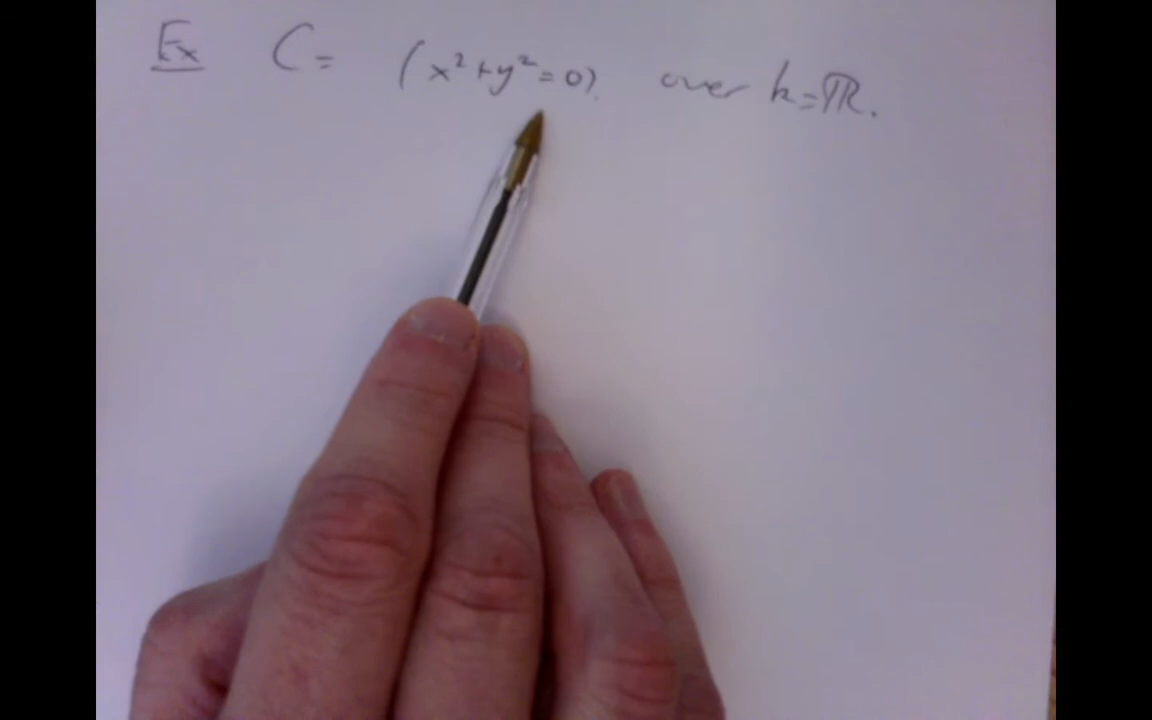 Ex C = (x²+y²=0). over k=ℝ.